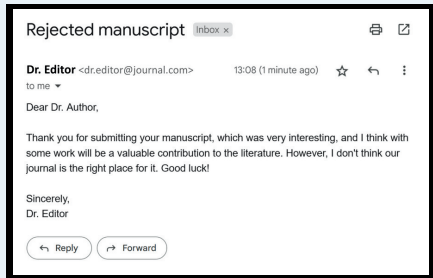 Rejected manuscript Inbox ×
Dr. Editor <dr.editor@journal.com> 13:08 (1 minute ago)
to me
Dear Dr. Author,
Thank you for submitting your manuscript, which was very interesting, and I think with
some work will be a valuable contribution to the literature. However, I don't think our
journal is the right place for it. Good luck!
Sincerely,
Dr. Editor
Reply Forward